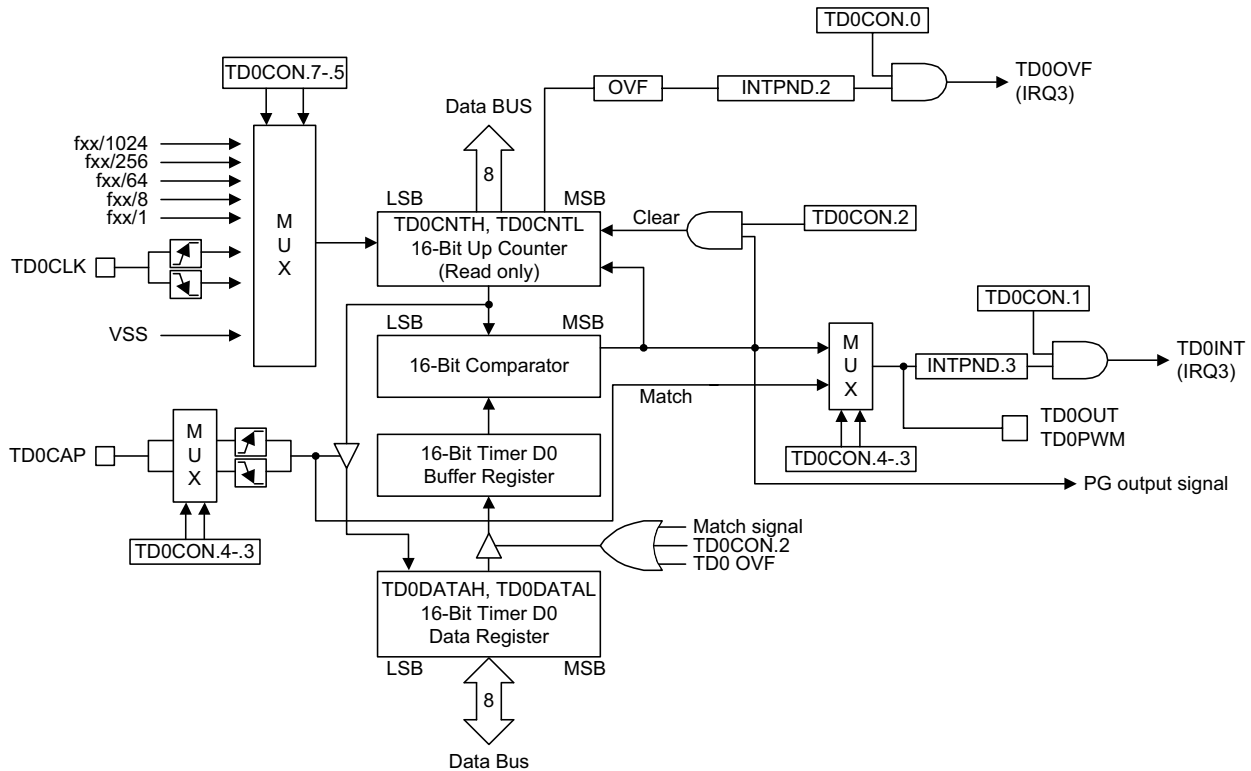 TD0CON.0
TD0OVF
(IRQ3)
OVF
INTPND.2
TD0CON.7-.5
Data BUS
8
fxx/1024
fxx/256
fxx/64
fxx/8
fxx/1
TD0CLK
VSS
M
U
X
LSB
MSB
TD0CNTH, TD0CNTL
16-Bit Up Counter
(Read only)
Clear
TD0CON.2
LSB
MSB
16-Bit Comparator
Match
M
U
X
TD0CON.4-.3
TD0CON.1
INTPND.3
TD0INT
(IRQ3)
TD0OUT
TD0PWM
PG output signal
TD0CAP
M
U
X
TD0CON.4-.3
16-Bit Timer D0
Buffer Register
Match signal
TD0CON.2
TD0 OVF
TD0DATAH, TD0DATAL
16-Bit Timer D0
Data Register
LSB
MSB
8
Data Bus